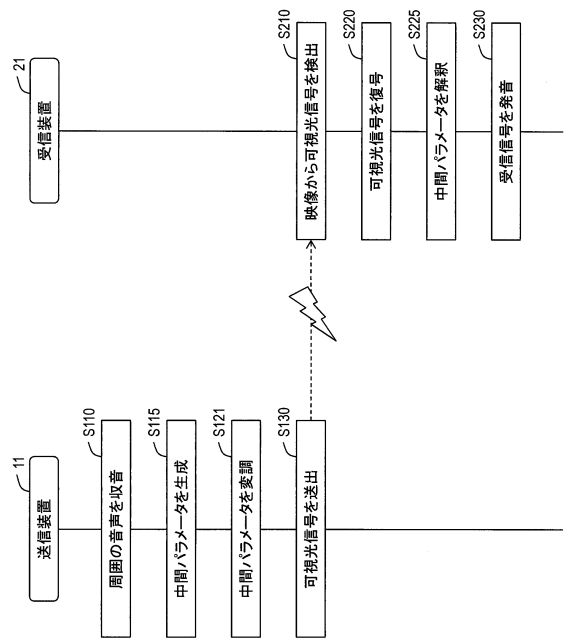 送信装置
11
周囲の音声を収音
S110
中間パラメータを生成
S115
中間パラメータを変調
S121
可視光信号を送出
S130
受信装置
21
映像から可視光信号を検出
S210
可視光信号を復号
S220
中間パラメータを解釈
S225
受信信号を発音
S230